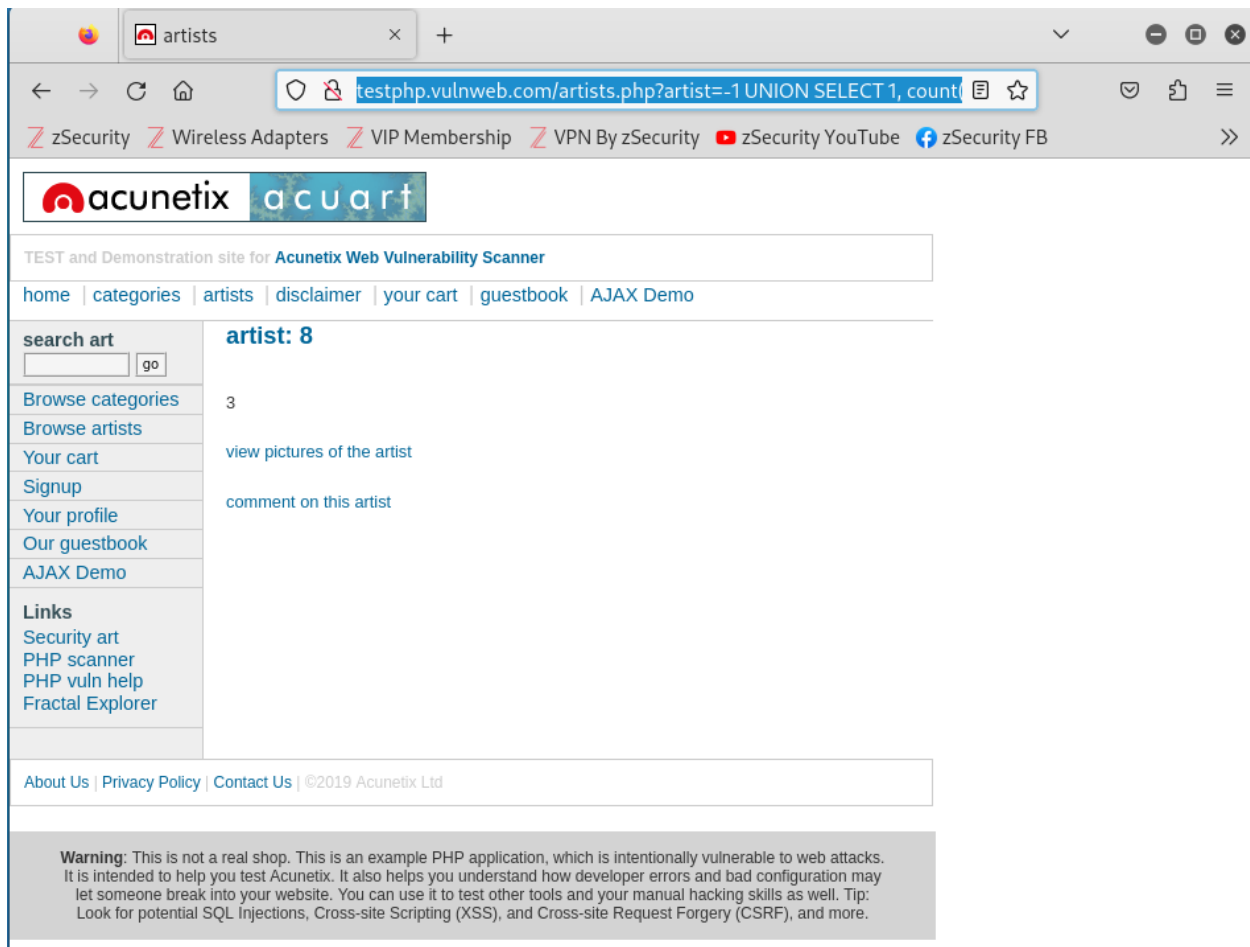 artists
testphp.vulnweb.com/artists.php?artist=-1 UNION SELECT 1, count(
zSecurity Wireless Adapters VIP Membership VPN By zSecurity zSecurity YouTube zSecurity FB
acunetix acuart
TEST and Demonstration site for Acunetix Web Vulnerability Scanner
home | categories | artists | disclaimer | your cart | guestbook | AJAX Demo
search art
go
Browse categories
Browse artists
Your cart
Signup
Your profile
Our guestbook
AJAX Demo
Links
Security art
PHP scanner
PHP vuln help
Fractal Explorer
artist: 8
3
view pictures of the artist
comment on this artist
About Us | Privacy Policy | Contact Us | ©2019 Acunetix Ltd
Warning: This is not a real shop. This is an example PHP application, which is intentionally vulnerable to web attacks.
It is intended to help you test Acunetix. It also helps you understand how developer errors and bad configuration may
let someone break into your website. You can use it to test other tools and your manual hacking skills as well. Tip:
Look for potential SQL Injections, Cross-site Scripting (XSS), and Cross-site Request Forgery (CSRF), and more.